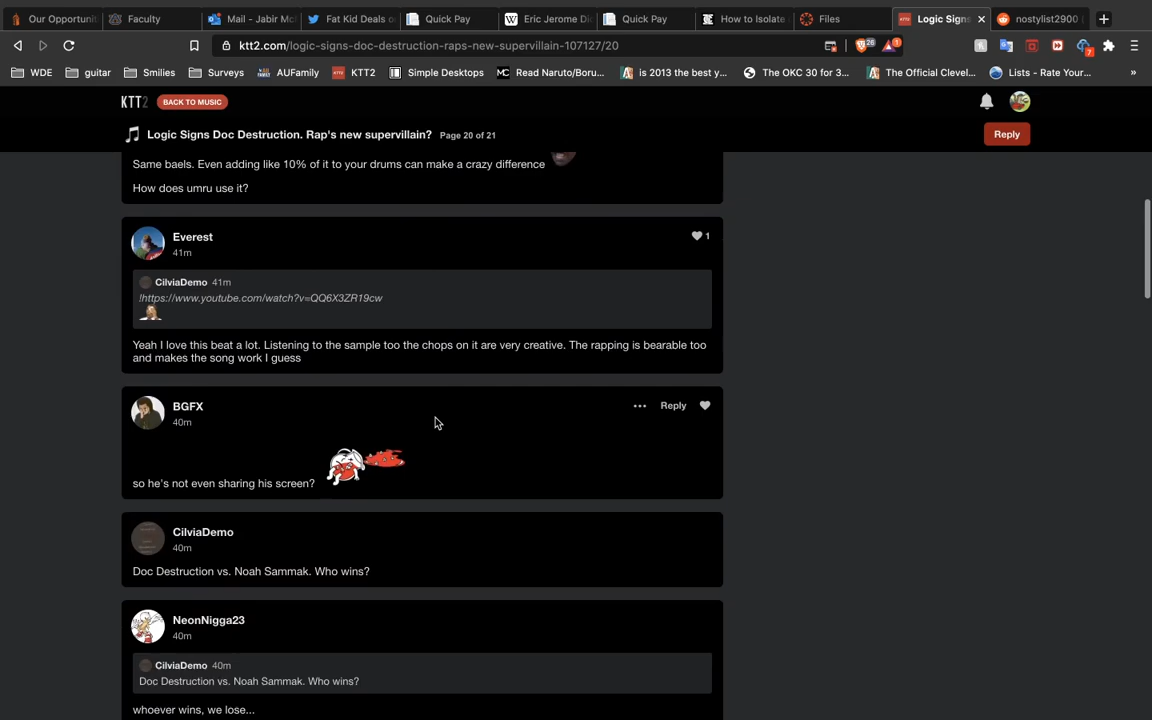 Our Opportunit
Faculty
Mail - Jabir Mc
Fat Kid Deals o
Quick Pay
Eric Jerome Di
Quick Pay
How to Isolate
Files
Logic Signs
nostylist2900
ktt2.com/logic-signs-doc-destruction-raps-new-supervillain-107127/20
26
1
7
WDE
guitar
Smilies
Surveys
AUFamily
KTT2
Simple Desktops
Read Naruto/Boru...
is 2013 the best y...
The OKC 30 for 3...
The Official Clevel...
Lists - Rate Your...
»
KTT2 BACK TO MUSIC
Logic Signs Doc Destruction. Rap's new supervillain? Page 20 of 21
Reply
Same baels. Even adding like 10% of it to your drums can make a crazy difference
How does umru use it?
Everest
1
41m
CilviaDemo 41m
!https://www.youtube.com/watch?v=QQ6X3ZR19cw
Yeah I love this beat a lot. Listening to the sample too the chops on it are very creative. The rapping is bearable too
and makes the song work I guess
BGFX
Reply
40m
so he's not even sharing his screen?
CilviaDemo
40m
Doc Destruction vs. Noah Sammak. Who wins?
NeonNigga23
40m
CilviaDemo 40m
Doc Destruction vs. Noah Sammak. Who wins?
whoever wins, we lose...